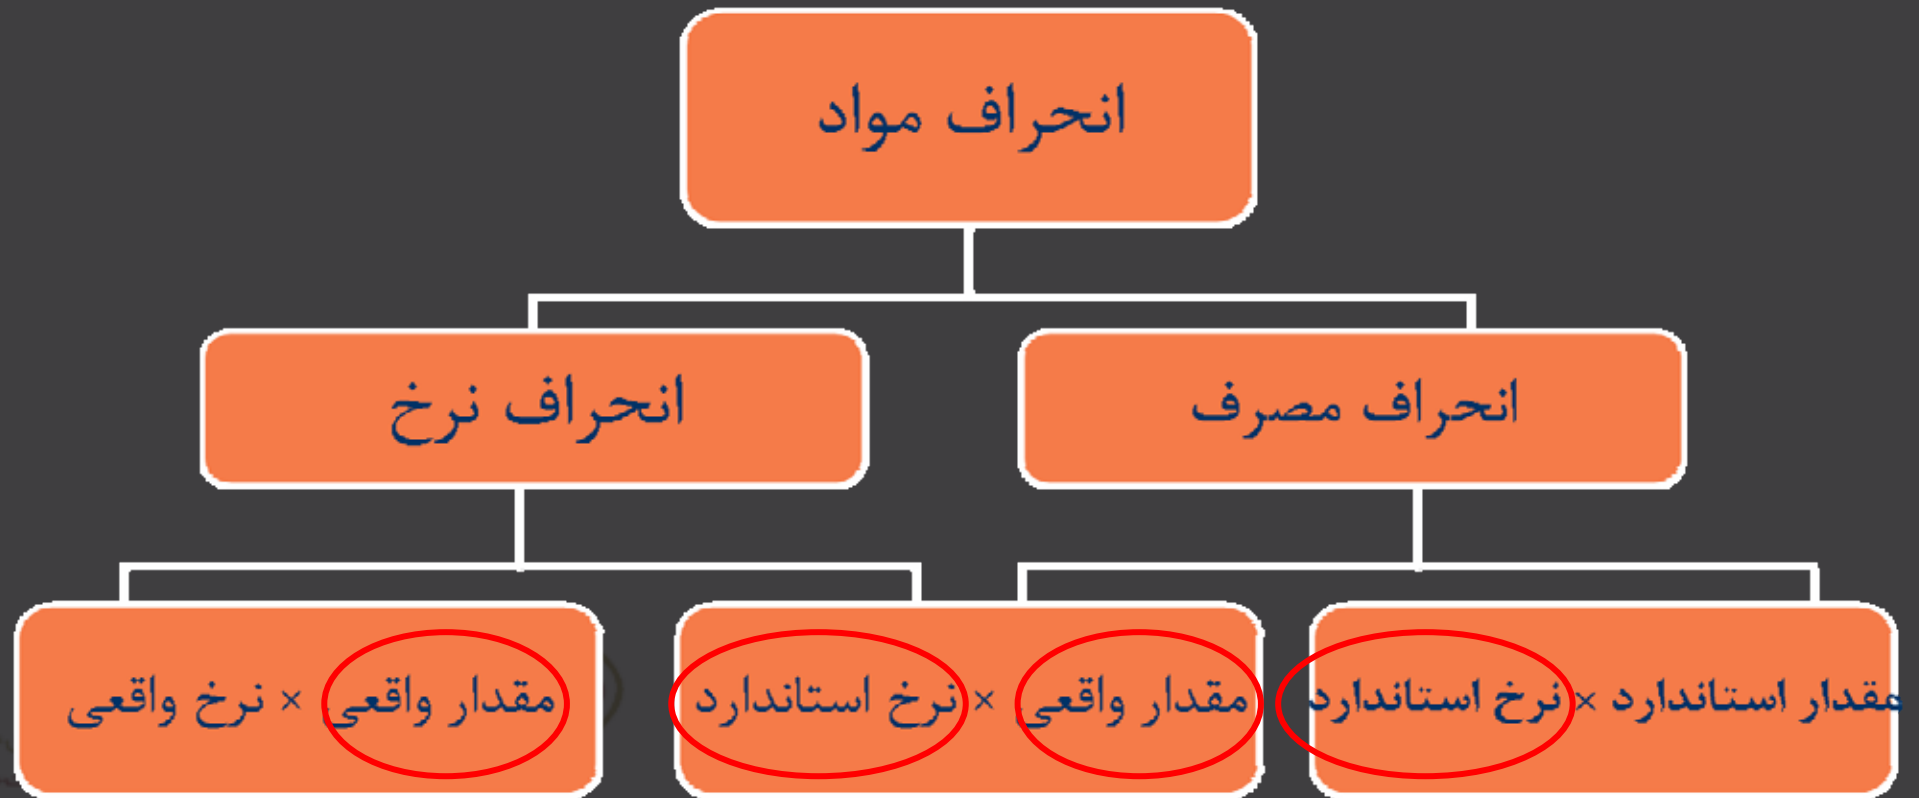 انحراف مواد
انحراف مصرف
انحراف نرخ
مقدار استاندارد × نرخ استاندارد
مقدار واقعی × نرخ استاندارد
مقدار واقعی × نرخ واقعی